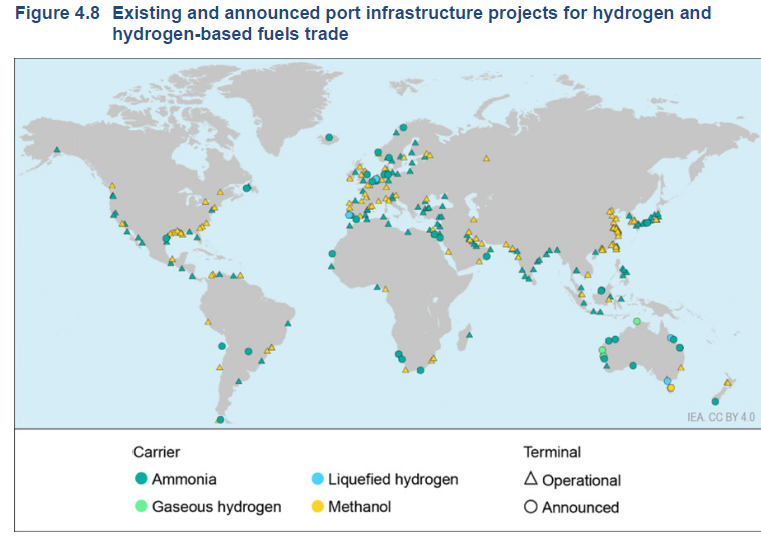 Figure 4.8 Existing and announced port infrastructure projects for hydrogen and
hydrogen-based fuels trade
IEA. CC BY 4.0
Carrier
Terminal
Ammonia
Liquefied hydrogen
Operational
Gaseous hydrogen
Methanol
Announced